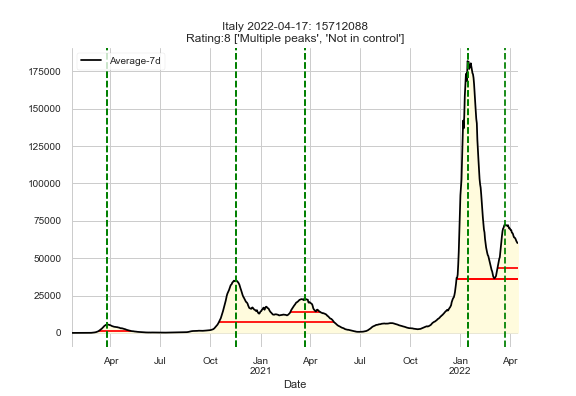 Italy 2022-04-17: 15712088
Rating:8 ['Multiple peaks', 'Not in control']
Average-7d
175000
150000
125000
100000
75000
50000
25000
0
Apr Jul Oct Jan Apr Jul Oct Jan Apr
2021 2022
Date